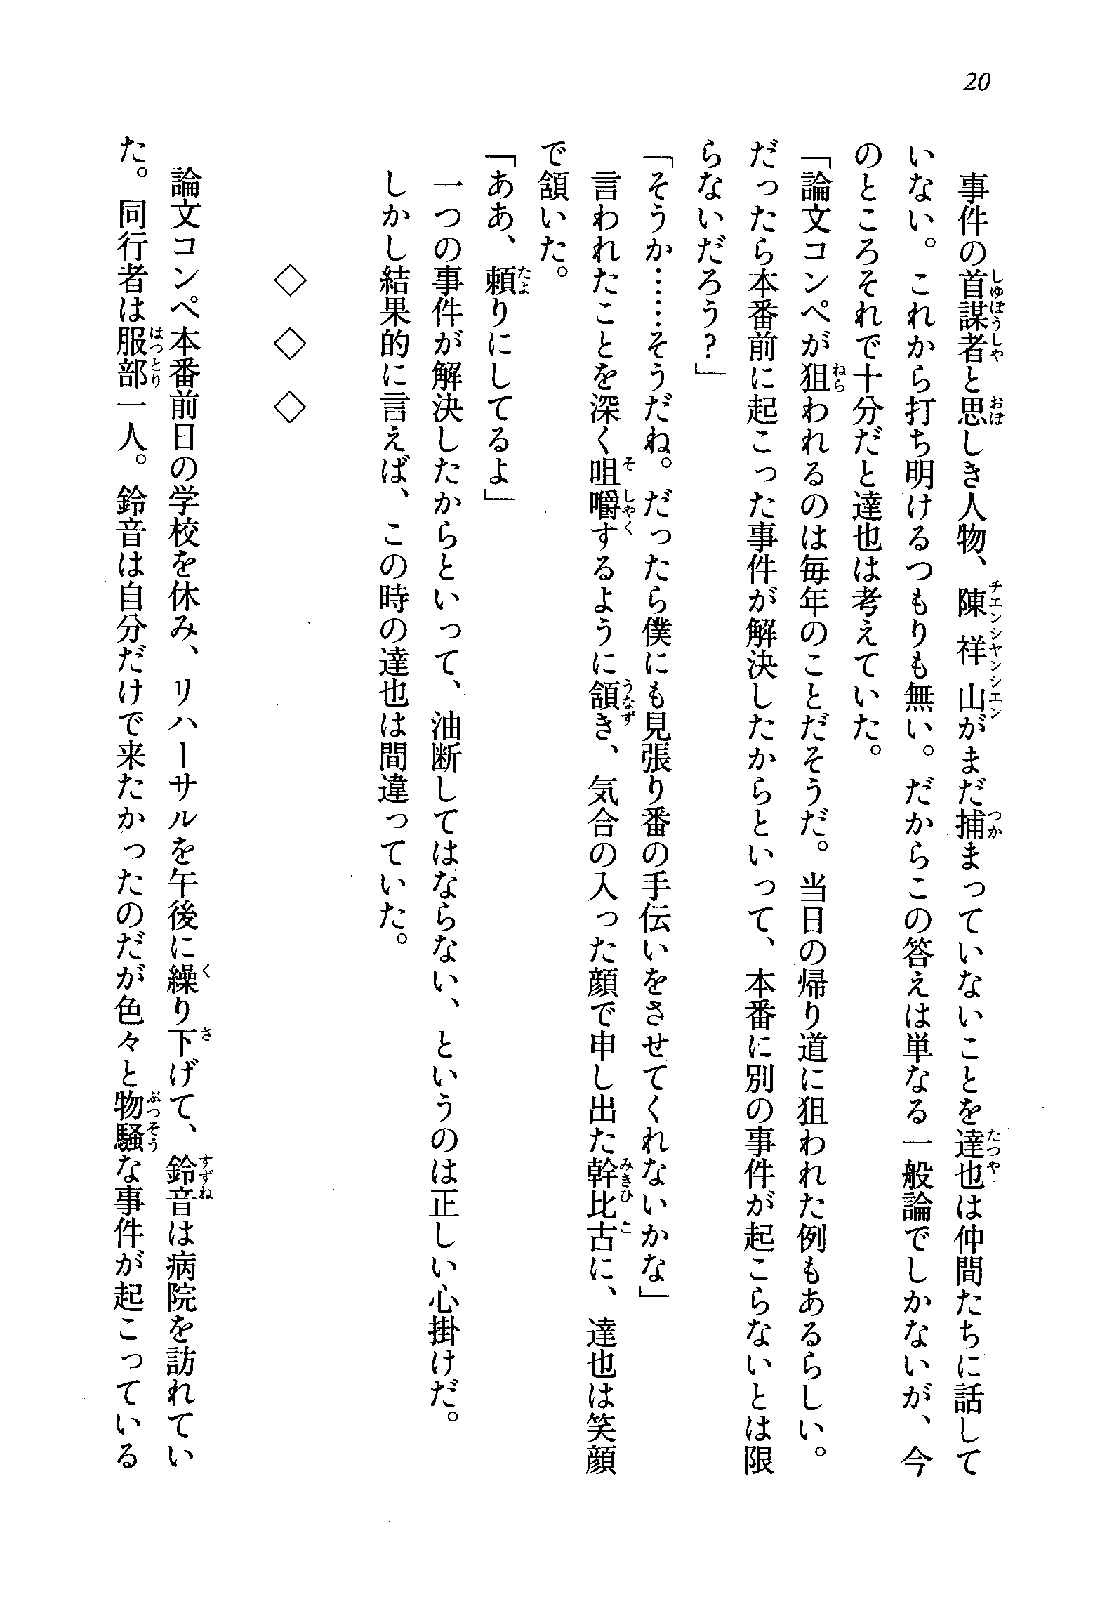 20
事件の首謀者と思しき人物、陳祥山がまだ捕まっていないことを達也は仲間たちに話して
いない。これから打ち明けるつもりも無い。だからこの答えは単なる一般論でしかないが、今
のところそれで十分だと達也は考えていた。
「論文コンペが狙われるのは毎年のことだそうだ。当日の帰り道に狙われた例もあるらしい。
だったら本番前に起こった事件が解決したからといって、本番に別の事件が起こらないとは限
らないだろう？」
「そうか……そうだね。だったら僕にも見張り番の手伝いをさせてくれないかな」
言われたことを深く咀嚼するように頷き、気合の入った顔で申し出た幹比古に、達也は笑顔
で頷いた。
「ああ、頼りにしてるよ」
一つの事件が解決したからといって、油断してはならない、というのは正しい心掛けだ。
しかし結果的に言えば、この時の達也は間違っていた。
◇　◇　◇
論文コンペ本番前日の学校を休み、リハーサルを午後に繰り下げて、鈴音は病院を訪れてい
た。同行者は服部一人。鈴音は自分だけで来たかったのだが色々と物騒な事件が起こっている